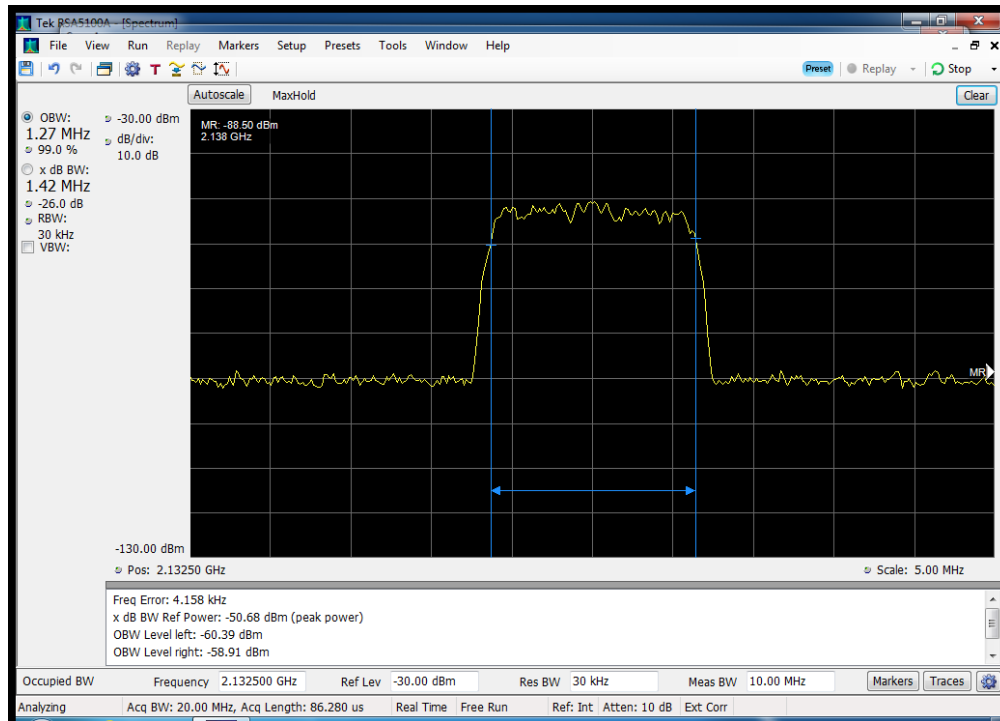 Tek RSA5100A - [Spectrum]
File View Run Replay Markers Setup Presets Tools Window Help
T Preset Replay Stop
Autoscale MaxHold Clear
OBW:
1.27 MHz
99.0 %
x dB BW:
1.42 MHz
-26.0 dB
RBW:
30 kHz
VBW:
-30.00 dBm
dB/div:
10.0 dB
MR: -88.50 dBm
2.138 GHz
MR
-130.00 dBm
Pos: 2.13250 GHz Scale: 5.00 MHz
Freq Error: 4.158 kHz
x dB BW Ref Power: -50.68 dBm (peak power)
OBW Level left: -60.39 dBm
OBW Level right: -58.91 dBm
Occupied BW Frequency 2.132500 GHz Ref Lev -30.00 dBm Res BW 30 kHz Meas BW 10.00 MHz Markers Traces
Analyzing Acq BW: 20.00 MHz, Acq Length: 86.280 us Real Time Free Run Ref: Int Atten: 10 dB Ext Corr